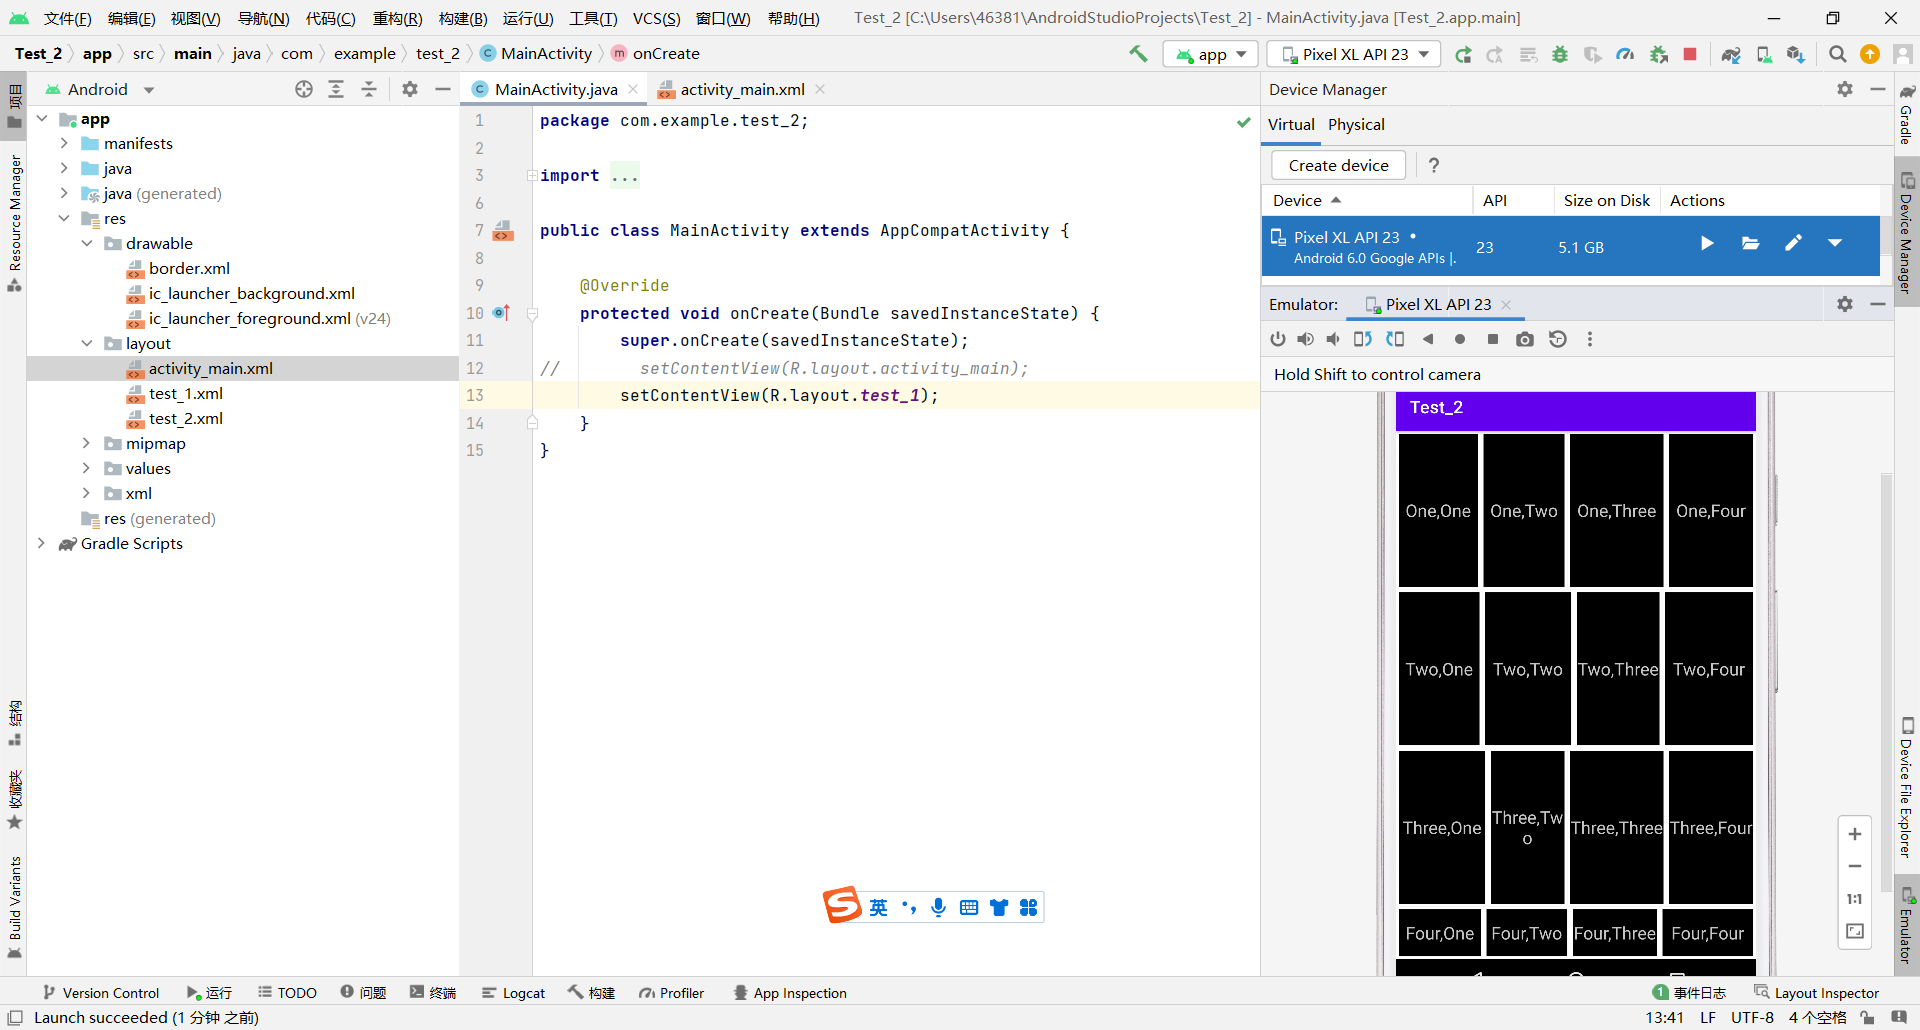 文件(F) 编辑(E) 视图(V) 导航(N) 代码(C) 重构(R) 构建(B) 运行(U) 工具(T) VCS(S) 窗口(W) 帮助(H) Test_2 [C:\Users\46381\AndroidStudioProjects\Test_2] - MainActivity.java [Test_2.app.main]
Test_2 app src main java com example test_2 C MainActivity m onCreate app Pixel XL API 23
项目
Resource Manager
结构
收藏夹
Build Variants
Android
app
manifests
java
java (generated)
res
drawable
border.xml
ic_launcher_background.xml
ic_launcher_foreground.xml (v24)
layout
activity_main.xml
test_1.xml
test_2.xml
mipmap
values
xml
res (generated)
Gradle Scripts
C MainActivity.java activity_main.xml
1 package com.example.test_2;
2
3 import ...
6
7 public class MainActivity extends AppCompatActivity {
8
9 @Override
10 protected void onCreate(Bundle savedInstanceState) {
11 super.onCreate(savedInstanceState);
12 // setContentView(R.layout.activity_main);
13 setContentView(R.layout.test_1);
14 }
15 }
S 英
Device Manager
Virtual Physical
Create device ?
Device API Size on Disk Actions
Pixel XL API 23
Android 6.0 Google APIs |.
23 5.1 GB
Emulator: Pixel XL API 23
Hold Shift to control camera
Test_2
One,One One,Two One,Three One,Four
Two,One Two,Two Two,Three Two,Four
Three,One Three,Tw
o Three,Three Three,Four
Four,One Four,Two Four,Three Four,Four
1:1
Gradle
Device Manager
Device File Explorer
Emulator
Version Control 运行 TODO 问题 终端 Logcat 构建 Profiler App Inspection 1 事件日志 Layout Inspector
Launch succeeded (1 分钟 之前) 13:41 LF UTF-8 4 个空格